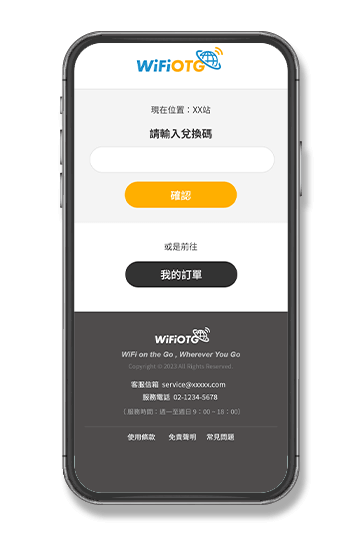 WiFiOTG
現在位置：XX站
請輸入兌換碼
確認
或是前往
我的訂單
WiFiOTG
WiFi on the Go , Wherever You Go
Copyright © 2023 All Rights Reserved
客服信箱 service@xxxxx.com
服務電話 02-1234-5678
（服務時間：週一至週日 9：00 ~ 18：00）
使用條款 免責聲明 常見問題